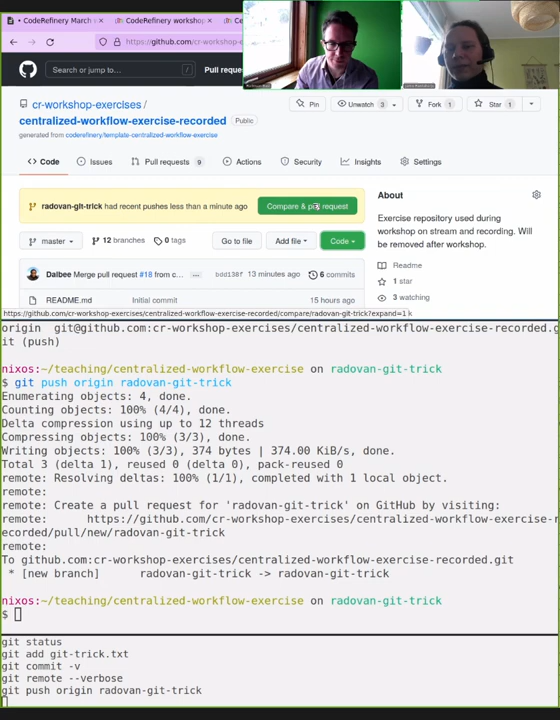 CodeRefinery March w
CodeRefinery workshop
https://github.com/cr-workshop-e
Search or jump to...
/
Pull reque
cr-workshop-exercises /
Pin
Unwatch 3
Fork 1
Star 1
centralized-workflow-exercise-recorded Public
generated from coderefinery/template-centralized-workflow-exercise
Code
Issues
Pull requests 9
Actions
Security
Insights
Settings
radovan-git-trick had recent pushes less than a minute ago
Compare & pull request
About
Exercise repository used during
workshop on stream and recording. Will
be removed after workshop.
master
12 branches
0 tags
Go to file
Add file
Code
Readme
1 star
3 watching
Dalbee Merge pull request #18 from c... ... bdd138f 13 minutes ago 6 commits
README.md Initial commit 15 hours ago
https://github.com/cr-workshop-exercises/centralized-workflow-exercise-recorded/compare/radovan-git-trick?expand=1
origin git@github.com:cr-workshop-exercises/centralized-workflow-exercise-recorded.g
it (push)
nixos:~/teaching/centralized-workflow-exercise on radovan-git-trick
$ git push origin radovan-git-trick
Enumerating objects: 4, done.
Counting objects: 100% (4/4), done.
Delta compression using up to 12 threads
Compressing objects: 100% (3/3), done.
Writing objects: 100% (3/3), 374 bytes | 374.00 KiB/s, done.
Total 3 (delta 1), reused 0 (delta 0), pack-reused 0
remote: Resolving deltas: 100% (1/1), completed with 1 local object.
remote:
remote: Create a pull request for 'radovan-git-trick' on GitHub by visiting:
remote:      https://github.com/cr-workshop-exercises/centralized-workflow-exercise-r
ecorded/pull/new/radovan-git-trick
remote:
To github.com:cr-workshop-exercises/centralized-workflow-exercise-recorded.git
 * [new branch]      radovan-git-trick -> radovan-git-trick
nixos:~/teaching/centralized-workflow-exercise on radovan-git-trick
$
git status
git add git-trick.txt
git commit -v
git remote --verbose
git push origin radovan-git-trick